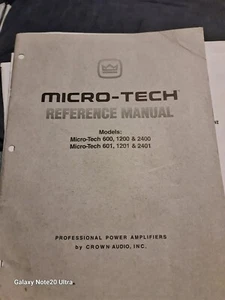 MICRO-TECH
REFERENCE MANUAL
Models:
Micro-Tech 600, 1200 & 2400
Micro-Tech 601, 1201 & 2401
PROFESSIONAL POWER AMPLIFIERS
by CROWN AUDIO, INC.
Galaxy Note20 Ultra